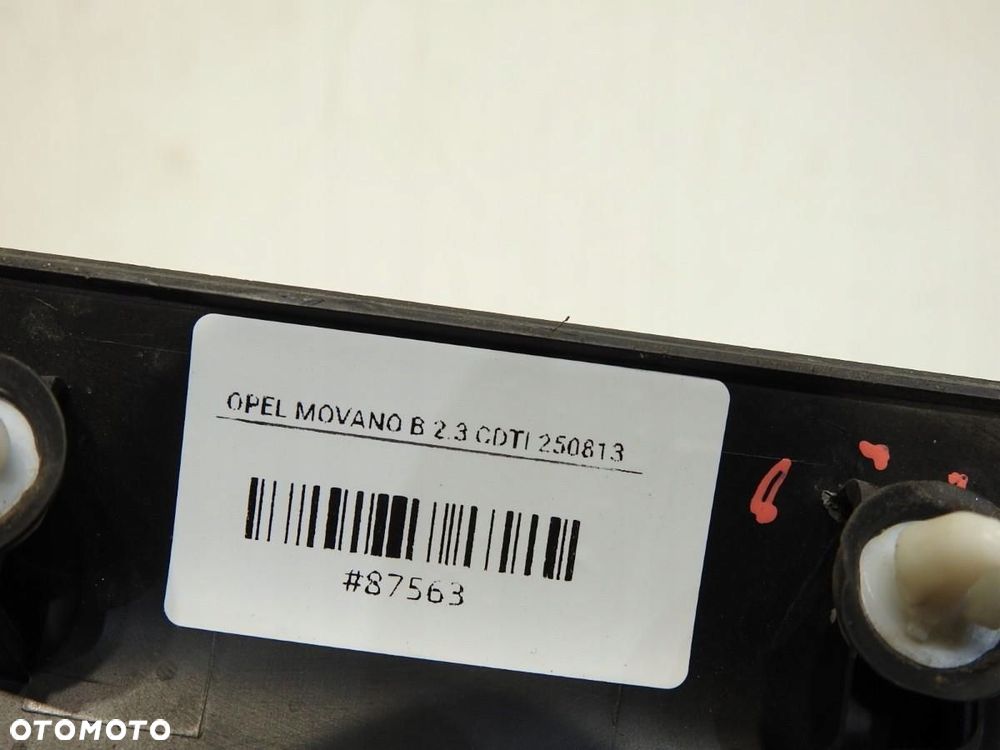 OPEL MOVANO B 2.3 CDTI 250813
#87563
OTOMOTO